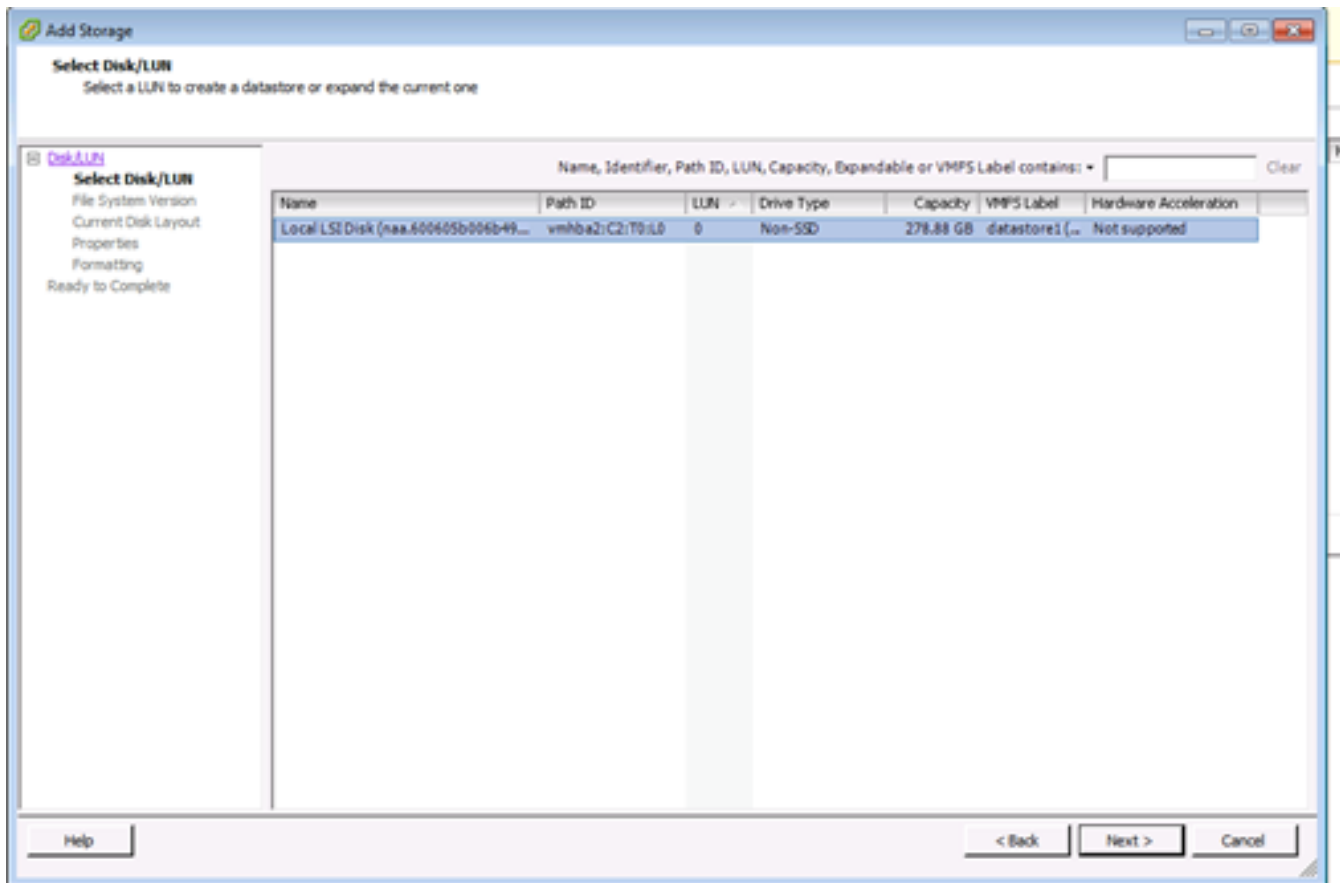 Add Storage
Select Disk/LUN
Select a LUN to create a datastore or expand the current one
Disk/LUN
Select Disk/LUN
File System Version
Current Disk Layout
Properties
Formatting
Ready to Complete
Name, Identifier, Path ID, LUN, Capacity, Expandable or VMFS Label contains: Clear
Name Path ID LUN Drive Type Capacity VMFS Label Hardware Acceleration
Local LSI Disk (naa.600605b006b49... vmhba2:C2:T0:L0 0 Non-SSD 278.88 GB datastore1 (... Not supported
Help < Back Next > Cancel